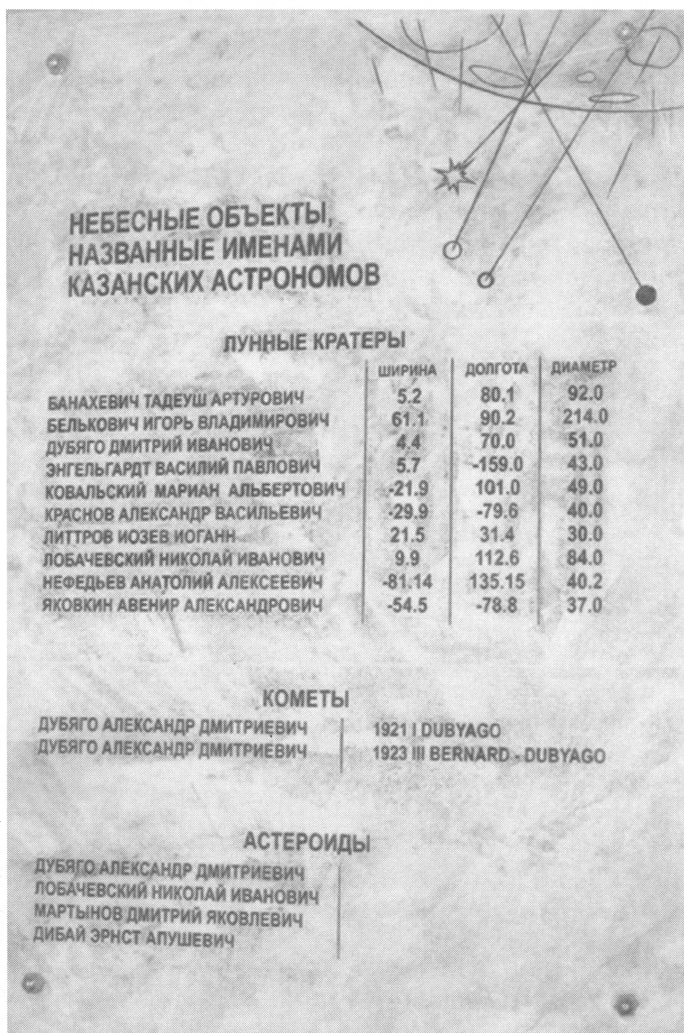 НЕБЕСНЫЕ ОБЪЕКТЫ,
НАЗВАННЫЕ ИМЕНАМИ
КАЗАНСКИХ АСТРОНОМОВ
ЛУННЫЕ КРАТЕРЫ
ШИРИНА ДОЛГОТА ДИАМЕТР
БАНАХЕВИЧ ТАДЕУШ АРТУРОВИЧ 5.2 80.1 92.0
БЕЛЬКОВИЧ ИГОРЬ ВЛАДИМИРОВИЧ 61.1 90.2 214.0
ДУБЯГО ДМИТРИЙ ИВАНОВИЧ 4.4 70.0 51.0
ЭНГЕЛЬГАРДТ ВАСИЛИЙ ПАВЛОВИЧ 5.7 -159.0 43.0
КОВАЛЬСКИЙ МАРИАН АЛЬБЕРТОВИЧ -21.9 101.0 49.0
КРАСНОВ АЛЕКСАНДР ВАСИЛЬЕВИЧ -29.9 -79.6 40.0
ЛИТТРОВ ИОЗЕВ ИОГАНН 21.5 31.4 30.0
ЛОБАЧЕВСКИЙ НИКОЛАЙ ИВАНОВИЧ 9.9 112.6 84.0
НЕФЕДЬЕВ АНАТОЛИЙ АЛЕКСЕЕВИЧ -81.14 135.15 40.2
ЯКОВКИН АВЕНИР АЛЕКСАНДРОВИЧ -54.5 -78.8 37.0
КОМЕТЫ
ДУБЯГО АЛЕКСАНДР ДМИТРИЕВИЧ 1921 I DUBYAGO
ДУБЯГО АЛЕКСАНДР ДМИТРИЕВИЧ 1923 III BERNARD - DUBYAGO
АСТЕРОИДЫ
ДУБЯГО АЛЕКСАНДР ДМИТРИЕВИЧ
ЛОБАЧЕВСКИЙ НИКОЛАЙ ИВАНОВИЧ
МАРТЫНОВ ДМИТРИЙ ЯКОВЛЕВИЧ
ДИБАЙ ЭРНСТ АПУШЕВИЧ